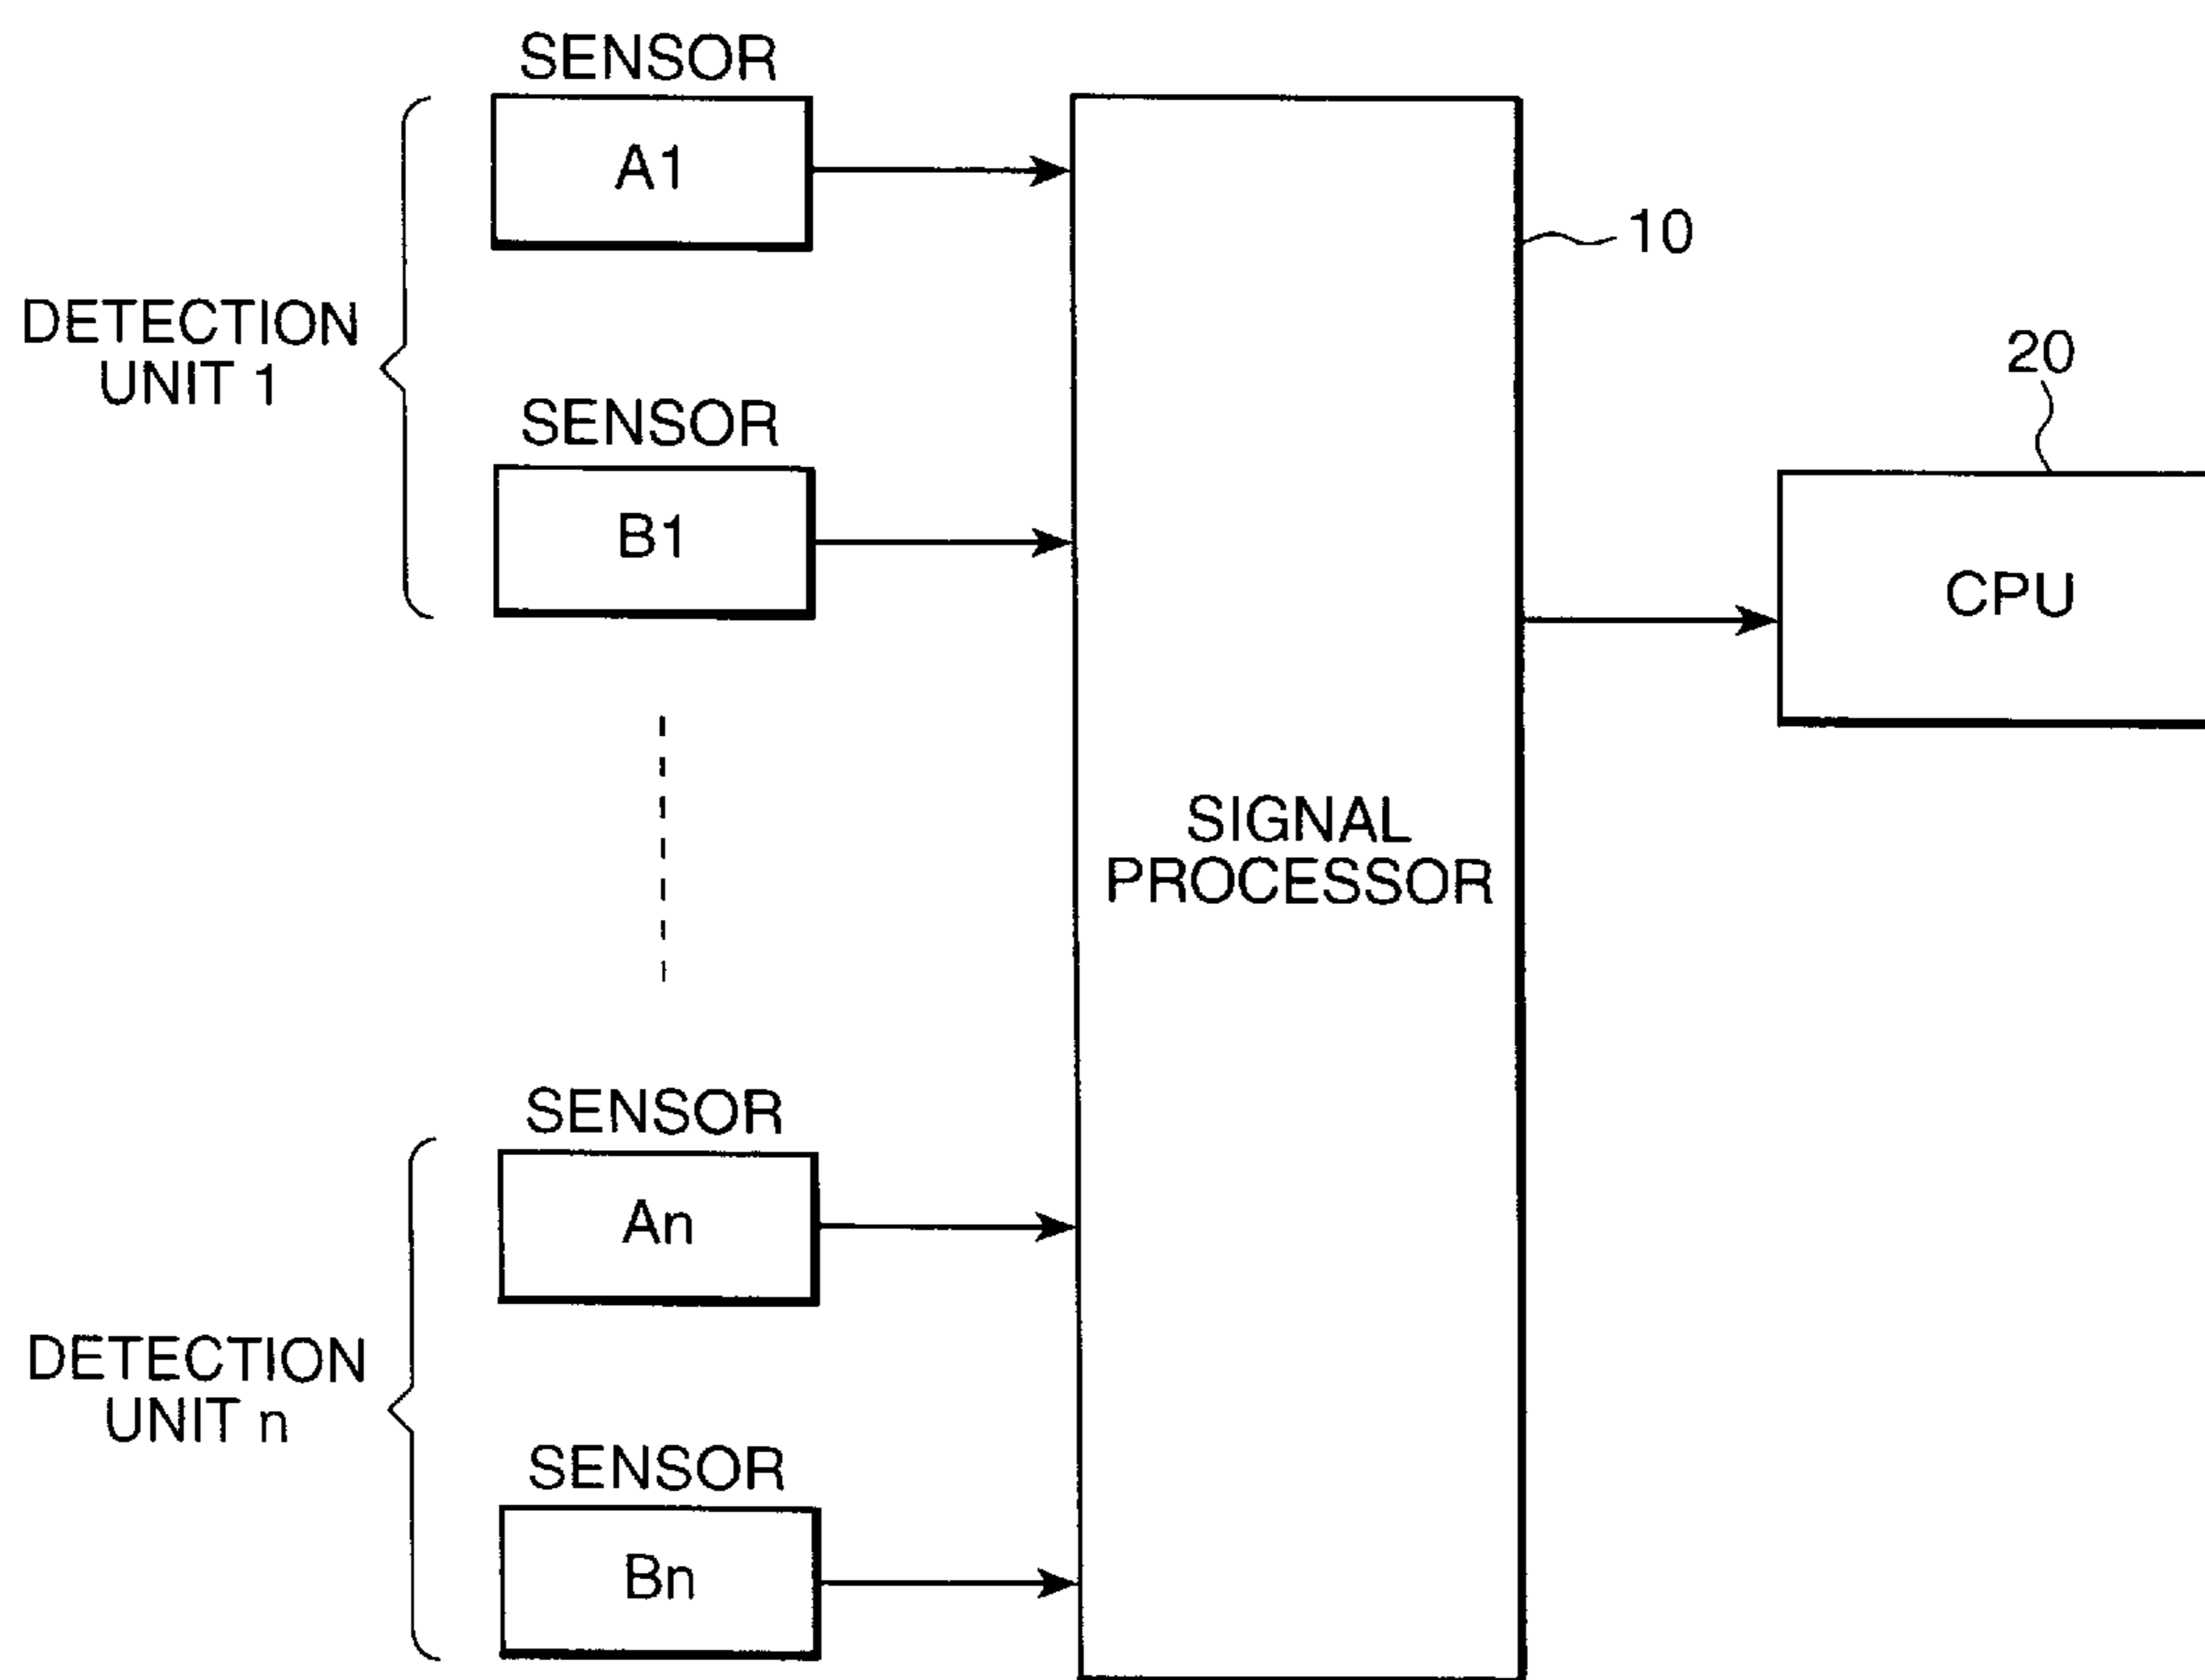 SENSOR
A1
10
DETECTION
UNIT 1
20
SENSOR
B1
CPU
SIGNAL
PROCESSOR
SENSOR
An
DETECTION
UNIT n
SENSOR
Bn